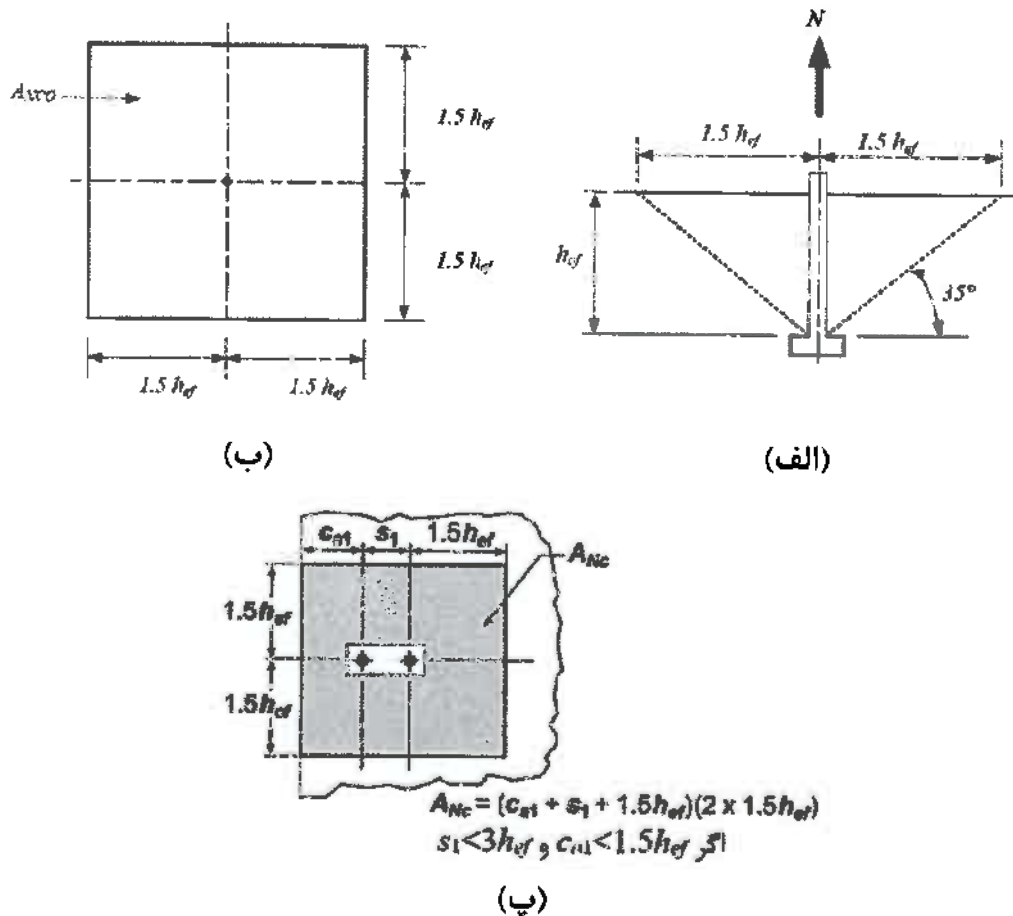 N
1.5 hef
1.5 hef
hef
35°
(الف)
ANco
1.5 hef
1.5 hef
1.5 hef
1.5 hef
(ب)
ca1
s1
1.5hef
ANc
1.5hef
1.5hef
ANc = (ca1 + s1 + 1.5hef)(2 x 1.5hef)
اگر ca1<1.5hef و s1<3hef
(پ)